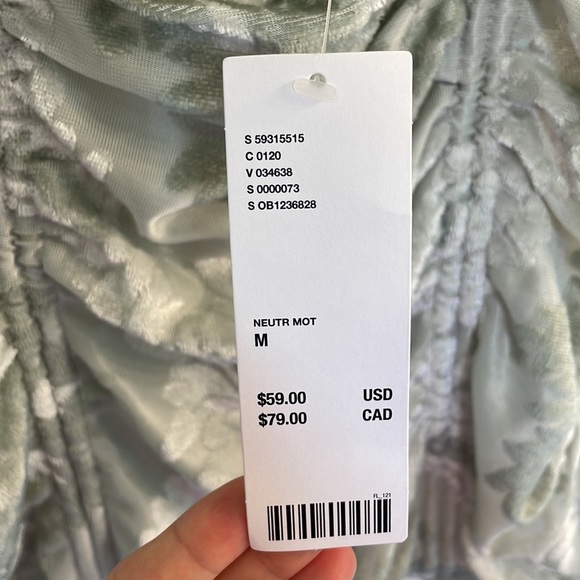 S 59315515
C 0120
V 034638
S 0000073
S OB1236828
NEUTR MOT
M
$59.00 USD
$79.00 CAD
FL_121